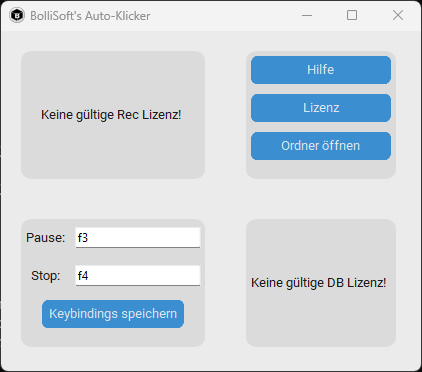 BolliSoft's Auto-Klicker
Keine gültige Rec Lizenz!
Hilfe
Lizenz
Ordner öffnen
Pause: f3
Stop: f4
Keybindings speichern
Keine gültige DB Lizenz!